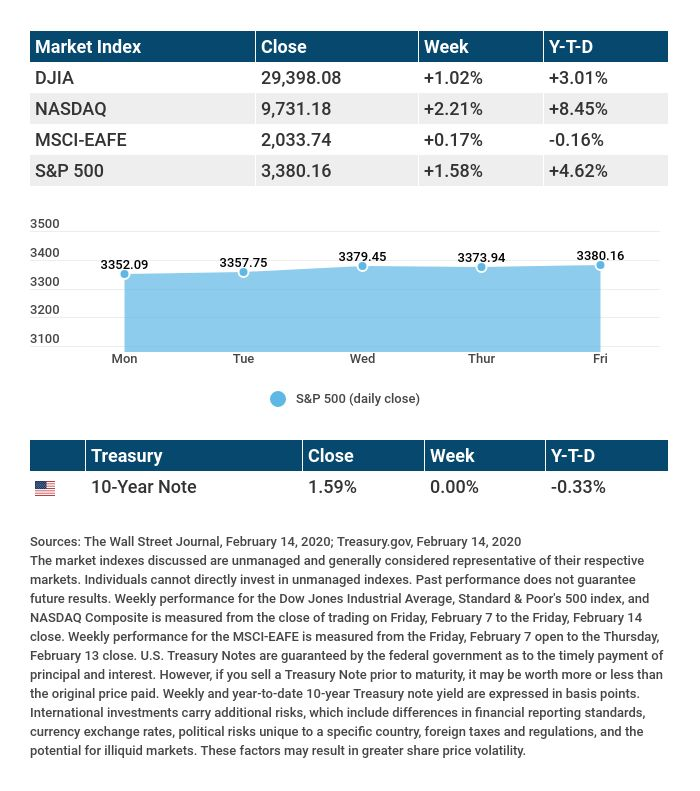 Market Index Close Week Y-T-D
DJIA 29,398.08 +1.02% +3.01%
NASDAQ 9,731.18 +2.21% +8.45%
MSCI-EAFE 2,033.74 +0.17% -0.16%
S&P 500 3,380.16 +1.58% +4.62%
3500
3400
3300
3200
3100
3352.09 3357.75 3379.45 3373.94 3380.16
Mon Tue Wed Thur Fri
S&P 500 (daily close)
Treasury Close Week Y-T-D
10-Year Note 1.59% 0.00% -0.33%
Sources: The Wall Street Journal, February 14, 2020; Treasury.gov, February 14, 2020
The market indexes discussed are unmanaged and generally considered representative of their respective
markets. Individuals cannot directly invest in unmanaged indexes. Past performance does not guarantee
future results. Weekly performance for the Dow Jones Industrial Average, Standard & Poor's 500 index, and
NASDAQ Composite is measured from the close of trading on Friday, February 7 to the Friday, February 14
close. Weekly performance for the MSCI-EAFE is measured from the Friday, February 7 open to the Thursday,
February 13 close. U.S. Treasury Notes are guaranteed by the federal government as to the timely payment of
principal and interest. However, if you sell a Treasury Note prior to maturity, it may be worth more or less than
the original price paid. Weekly and year-to-date 10-year Treasury note yield are expressed in basis points.
International investments carry additional risks, which include differences in financial reporting standards,
currency exchange rates, political risks unique to a specific country, foreign taxes and regulations, and the
potential for illiquid markets. These factors may result in greater share price volatility.